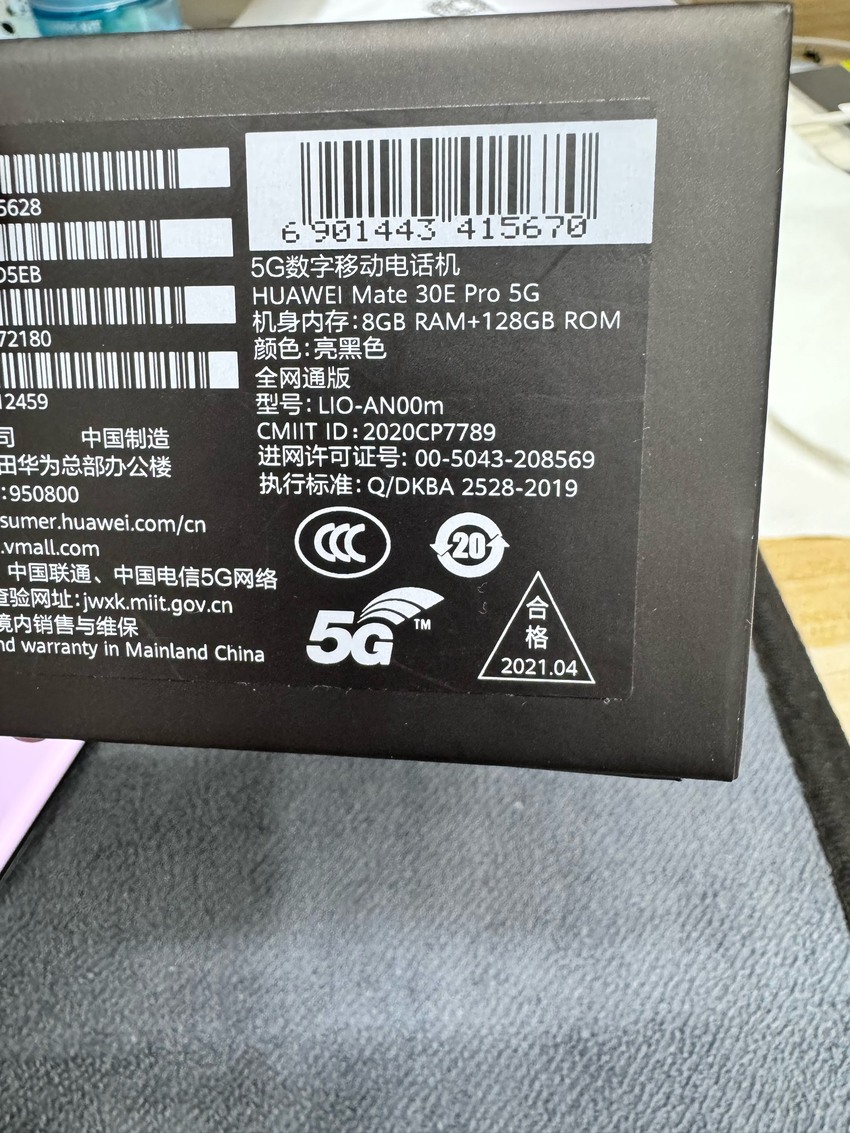 5628
D5EB
72180
12459
司 中国制造
田华为总部办公楼
:950800
sumer.huawei.com/cn
.vmall.com
中国联通、中国电信5G网络
查验网址:jwxk.miit.gov.cn
境内销售与维保
nd warranty in Mainland China
6 901443 415670
5G数字移动电话机
HUAWEI Mate 30E Pro 5G
机身内存:8GB RAM+128GB ROM
颜色:亮黑色
全网通版
型号: LIO-AN00m
CMIIT ID:2020CP7789
进网许可证号: 00-5043-208569
执行标准: Q/DKBA 2528-2019
CCC
20
5G TM
合
格
2021.04